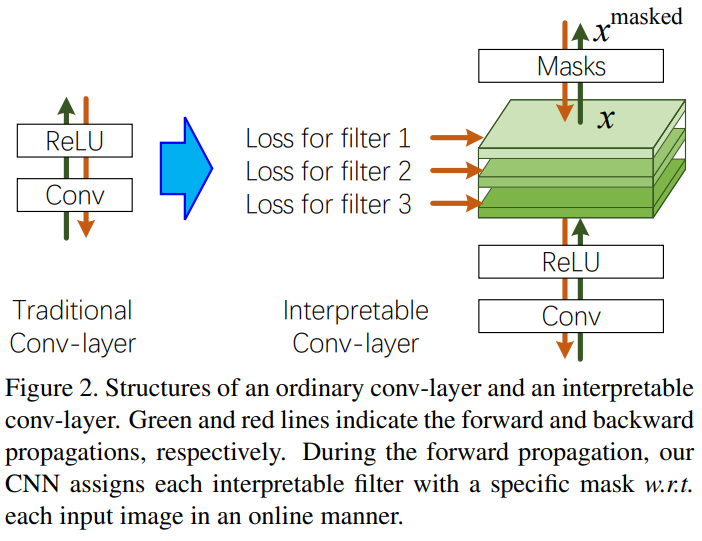 x^masked
Masks
x
ReLU
Conv
Loss for filter 1
Loss for filter 2
Loss for filter 3
ReLU
Conv
Traditional
Conv-layer
Interpretable
Conv-layer
Figure 2. Structures of an ordinary conv-layer and an interpretable
conv-layer. Green and red lines indicate the forward and backward
propagations, respectively. During the forward propagation, our
CNN assigns each interpretable filter with a specific mask w.r.t.
each input image in an online manner.